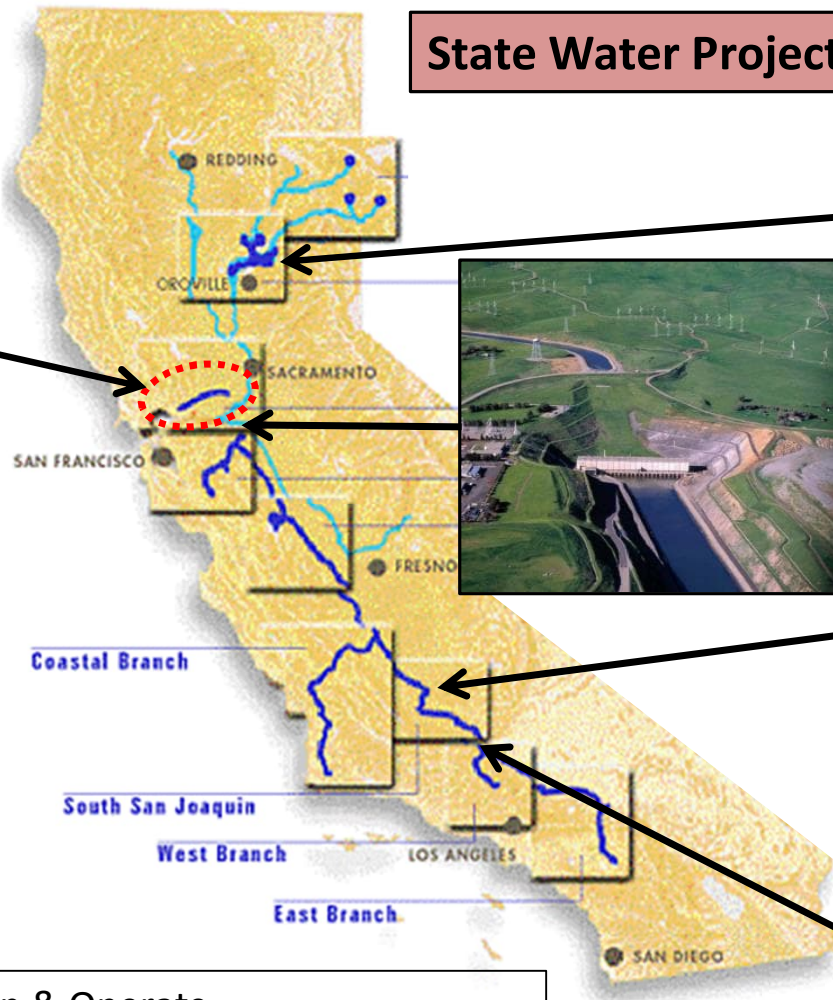 State Water Project
REDDING
OROVILLE
SACRAMENTO
SAN FRANCISCO
FRESNO
Coastal Branch
South San Joaquin
West Branch
LOS ANGELES
East Branch
SAN DIEGO
& Operate